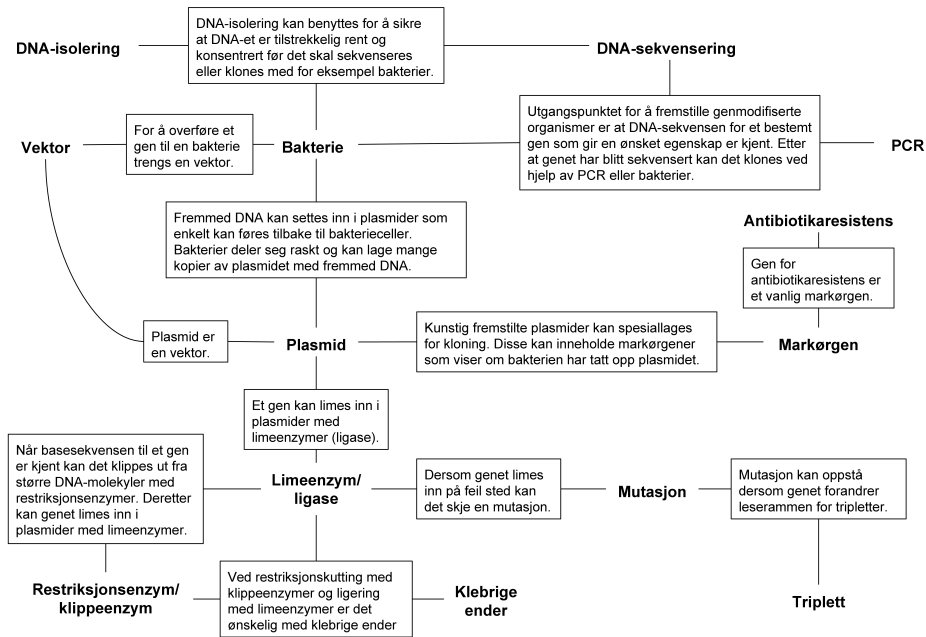 DNA-isolering
DNA-isolering kan benyttes for å sikre
at DNA-et er tilstrekkelig rent og
konsentrert før det skal sekvenseres
eller klones med for eksempel bakterier.
DNA-sekvensering
Vektor
For å overføre et
gen til en bakterie
trengs en vektor.
Bakterie
Utgangspunktet for å fremstille genmodifiserte
organismer er at DNA-sekvensen for et bestemt
gen som gir en ønsket egenskap er kjent. Etter
at genet har blitt sekvensert kan det klones ved
hjelp av PCR eller bakterier.
PCR
Fremmed DNA kan settes inn i plasmider som
enkelt kan føres tilbake til bakterieceller.
Bakterier deler seg raskt og kan lage mange
kopier av plasmidet med fremmed DNA.
Antibiotikaresistens
Gen for
antibiotikaresistens er
et vanlig markørgen.
Plasmid er
en vektor.
Plasmid
Kunstig fremstilte plasmider kan spesiallages
for kloning. Disse kan inneholde markørgener
som viser om bakterien har tatt opp plasmidet.
Markørgen
Et gen kan limes inn i
plasmider med
limeenzymer (ligase).
Når basesekvensen til et gen
er kjent kan det klippes ut fra
større DNA-molekyler med
restriksjonsenzymer. Deretter
kan genet limes inn i
plasmider med limeenzymer.
Limeenzym/
ligase
Dersom genet limes
inn på feil sted kan
det skje en mutasjon.
Mutasjon
Mutasjon kan oppstå
dersom genet forandrer
leserammen for tripletter.
Restriksjonsenzym/
klippeenzym
Ved restriksjonskutting med
klippeenzymer og ligering
med limeenzymer er det
ønskelig med klebrige ender
Klebrige
ender
Triplett